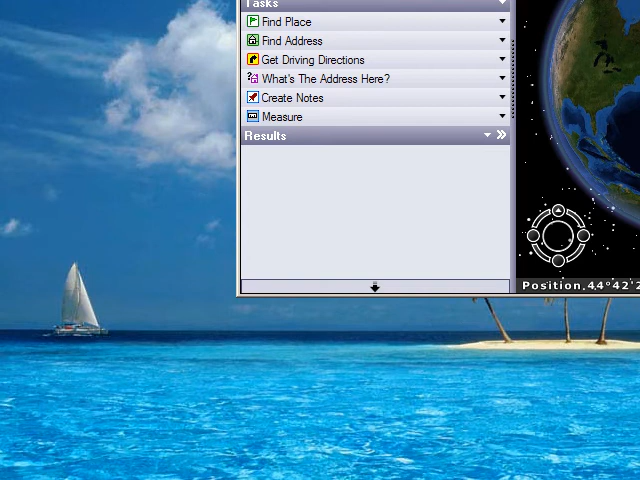 Tasks
Find Place
Find Address
Get Driving Directions
What's The Address Here?
Create Notes
Measure
Results
Position 44°42'2